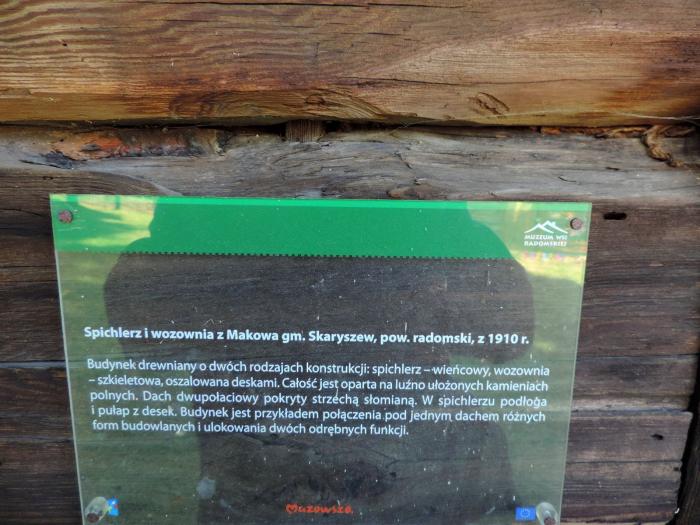 MUZEUM WSI
RADOMSKIEJ
Spichlerz i wozownia z Makowa gm. Skaryszew, pow. radomski, z 1910 r.
Budynek drewniany o dwóch rodzajach konstrukcji: spichlerz – wieńcowy, wozownia
– szkieletowa, oszalowana deskami. Całość jest oparta na luźno ułożonych kamieniach
polnych. Dach dwupołaciowy pokryty strzechą słomianą. W spichlerzu podłoga
i pułap z desek. Budynek jest przykładem połączenia pod jednym dachem różnych
form budowlanych i ulokowania dwóch odrębnych funkcji.
Mazowsze.